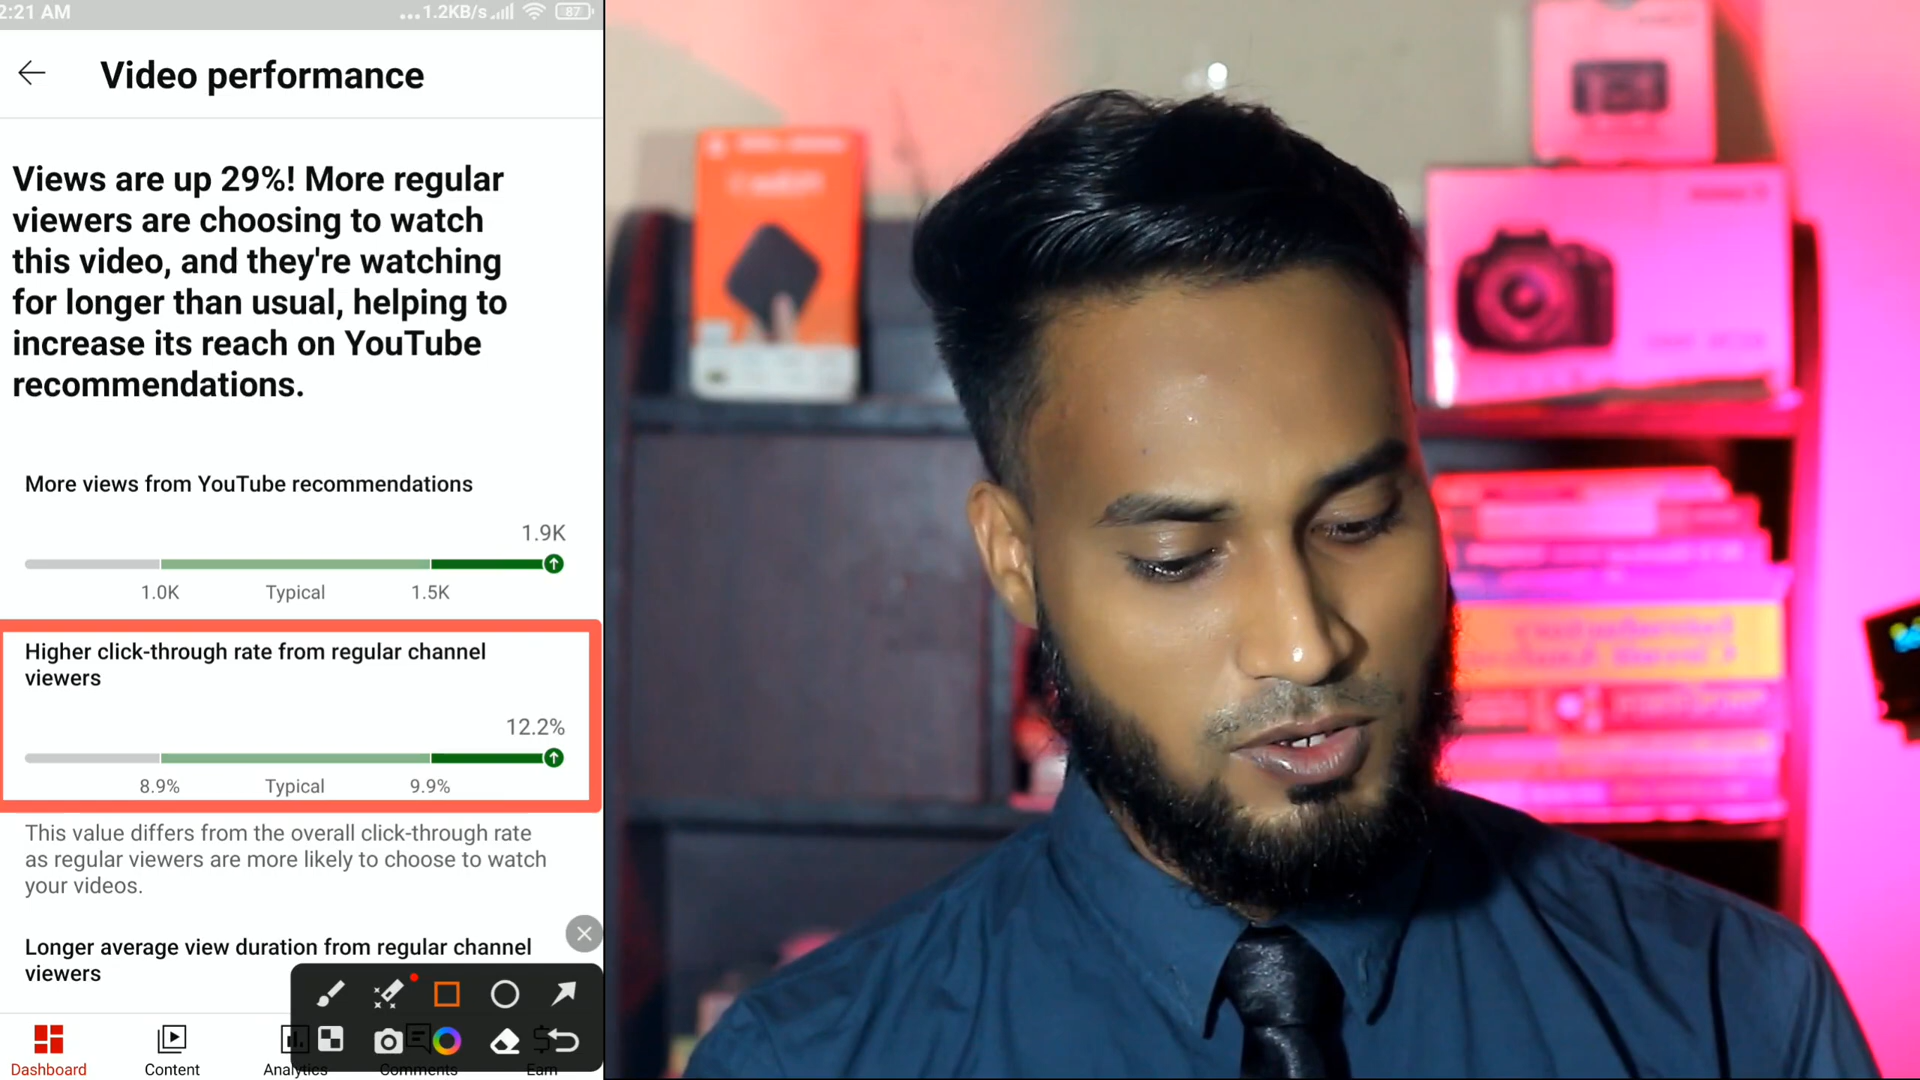 2:21 AM
...1.2KB/s
87
Video performance
Views are up 29%! More regular
viewers are choosing to watch
this video, and they're watching
for longer than usual, helping to
increase its reach on YouTube
recommendations.
More views from YouTube recommendations
1.9K
1.0K Typical 1.5K
Higher click-through rate from regular channel
viewers
12.2%
8.9% Typical 9.9%
This value differs from the overall click-through rate
as regular viewers are more likely to choose to watch
your videos.
Longer average view duration from regular channel
viewers
Dashboard Content Analytics Comments Earn